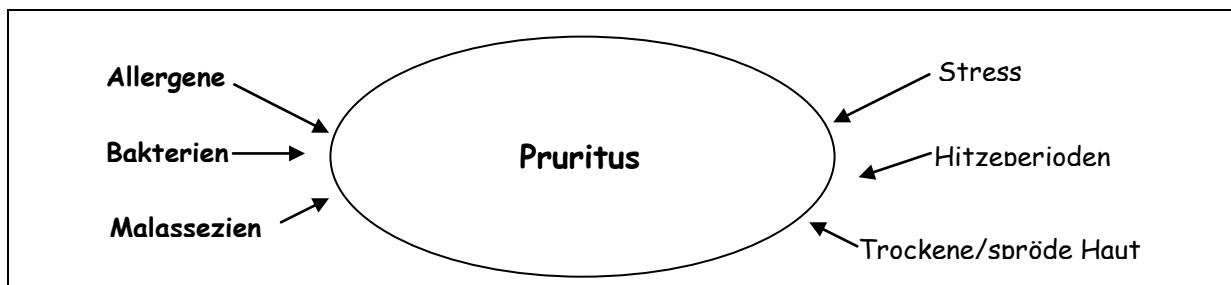 Allergene
Bakterien
Malassezien
Pruritus
Stress
Hitzeperioden
Trockene/spröde Haut